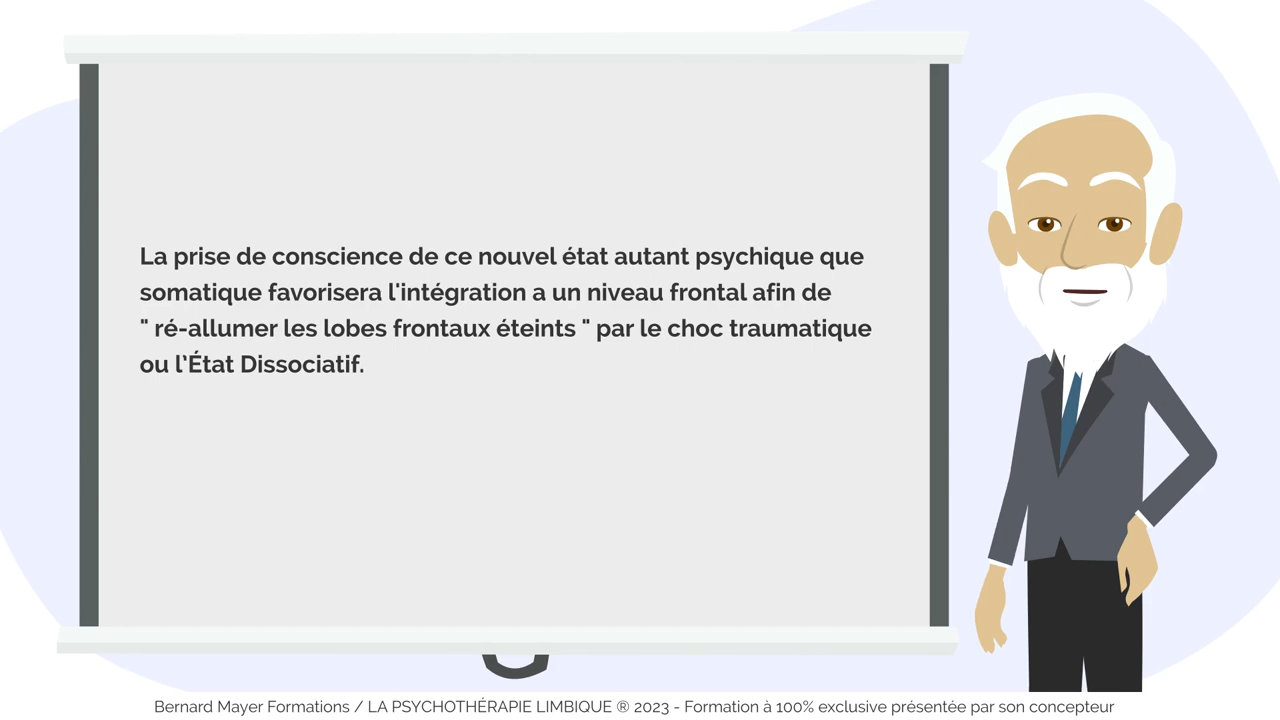 La prise de conscience de ce nouvel état autant psychique que
somatique favorisera l'intégration a un niveau frontal afin de
" ré-allumer les lobes frontaux éteints " par le choc traumatique
ou l'État Dissociatif.
Bernard Mayer Formations / LA PSYCHOTHÉRAPIE LIMBIQUE ® 2023 - Formation à 100% exclusive présentée par son concepteur